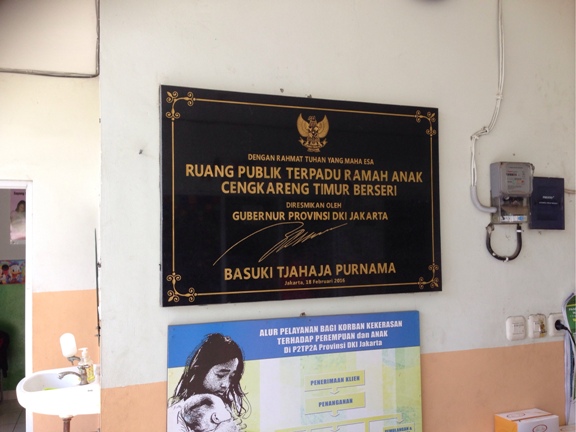 DENGAN RAHMAT TUHAN YANG MAHA ESA
RUANG PUBLIK TERPADU RAMAH ANAK
CENGKARENG TIMUR BERSERI
DIRESMIKAN OLEH
GUBERNUR PROVINSI DKI JAKARTA
BASUKI TJAHAJA PURNAMA
Jakarta, 18 Februari 2016
ALUR PELAYANAN BAGI KORBAN KEKERASAN
TERHADAP PEREMPUAN dan ANAK
Di P2TP2A Provinsi DKI Jakarta
PENERIMAAN KLIEN
PENANGANAN